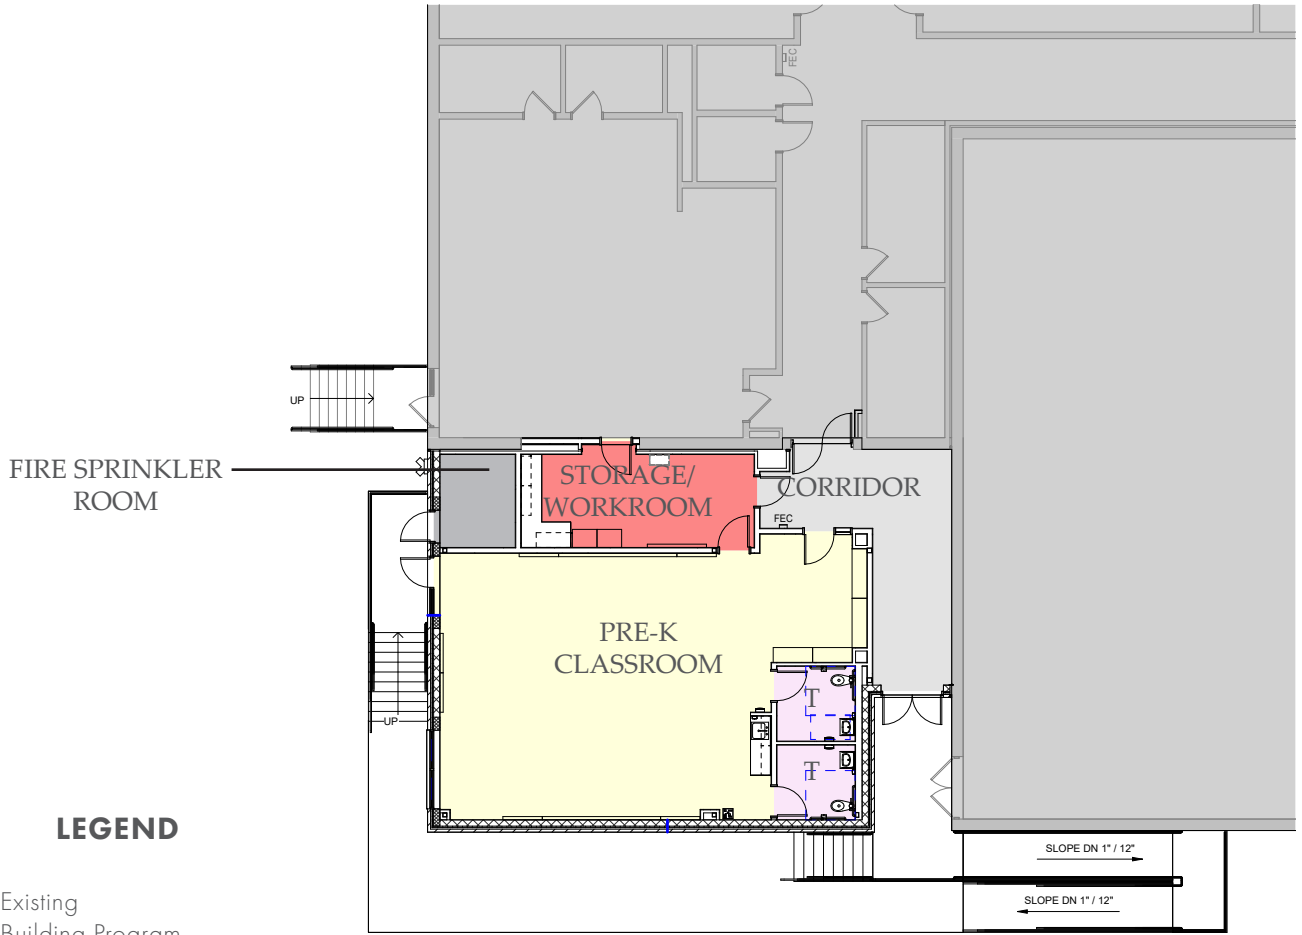 FEC
UP
FIRE SPRINKLER
ROOM
STORAGE/
WORKROOM
CORRIDOR
FEC
PRE-K
CLASSROOM
T
UP
T
LEGEND
SLOPE DN 1" / 12"
SLOPE DN 1" / 12"
Existing
Building Program